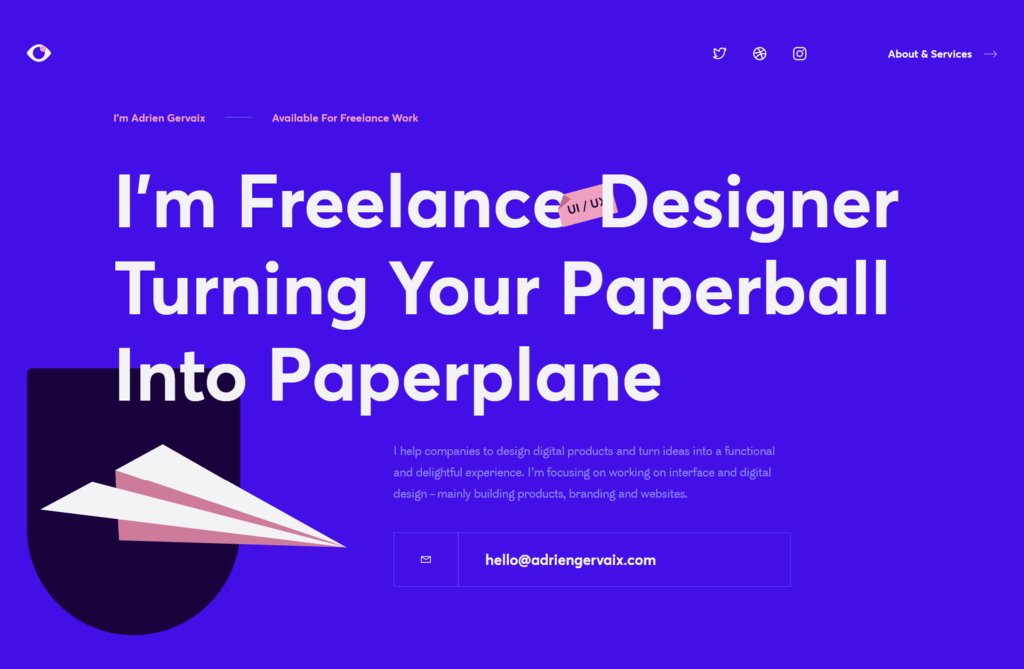 About & Services
I'm Adrien Gervaix
Available For Freelance Work
I'm Freelance Designer
UI / UX
Turning Your Paperball
Into Paperplane
I help companies to design digital products and turn ideas into a functional
and delightful experience. I'm focusing on working on interface and digital
design – mainly building products, branding and websites.
hello@adriengervaix.com